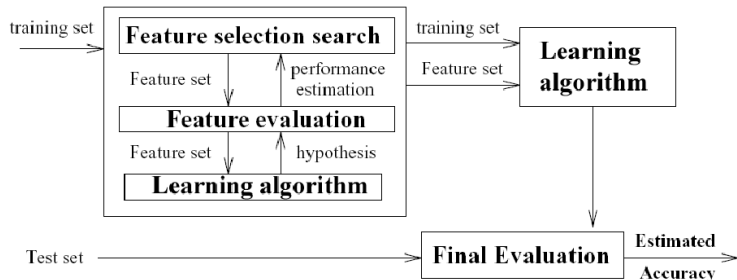 training set
Feature selection search
Feature set
performance
estimation
Feature evaluation
Feature set
hypothesis
Learning algorithm
training set
Feature set
Learning
algorithm
Test set
Final Evaluation
Estimated
Accuracy